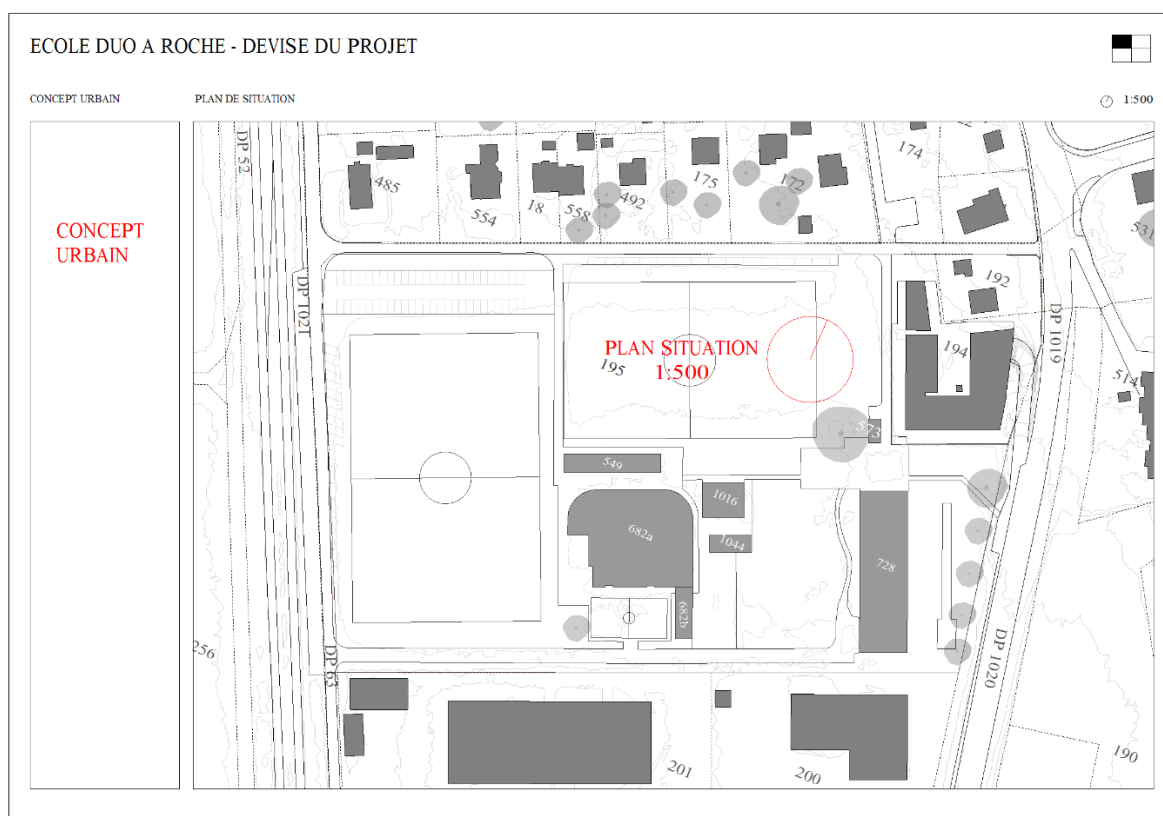 ECOLE DUO A ROCHE - DEVISE DU PROJET
CONCEPT URBAIN
PLAN DE SITUATION
1:500
CONCEPT
URBAIN
DP 52
485
554
18
558
492
175
172
174
531
DP 1021
192
DP 1019
PLAN SITUATION
1:500
195
194
514
573
549
1016
682a
1044
728
682b
256
DP 63
DP 1020
201
200
190